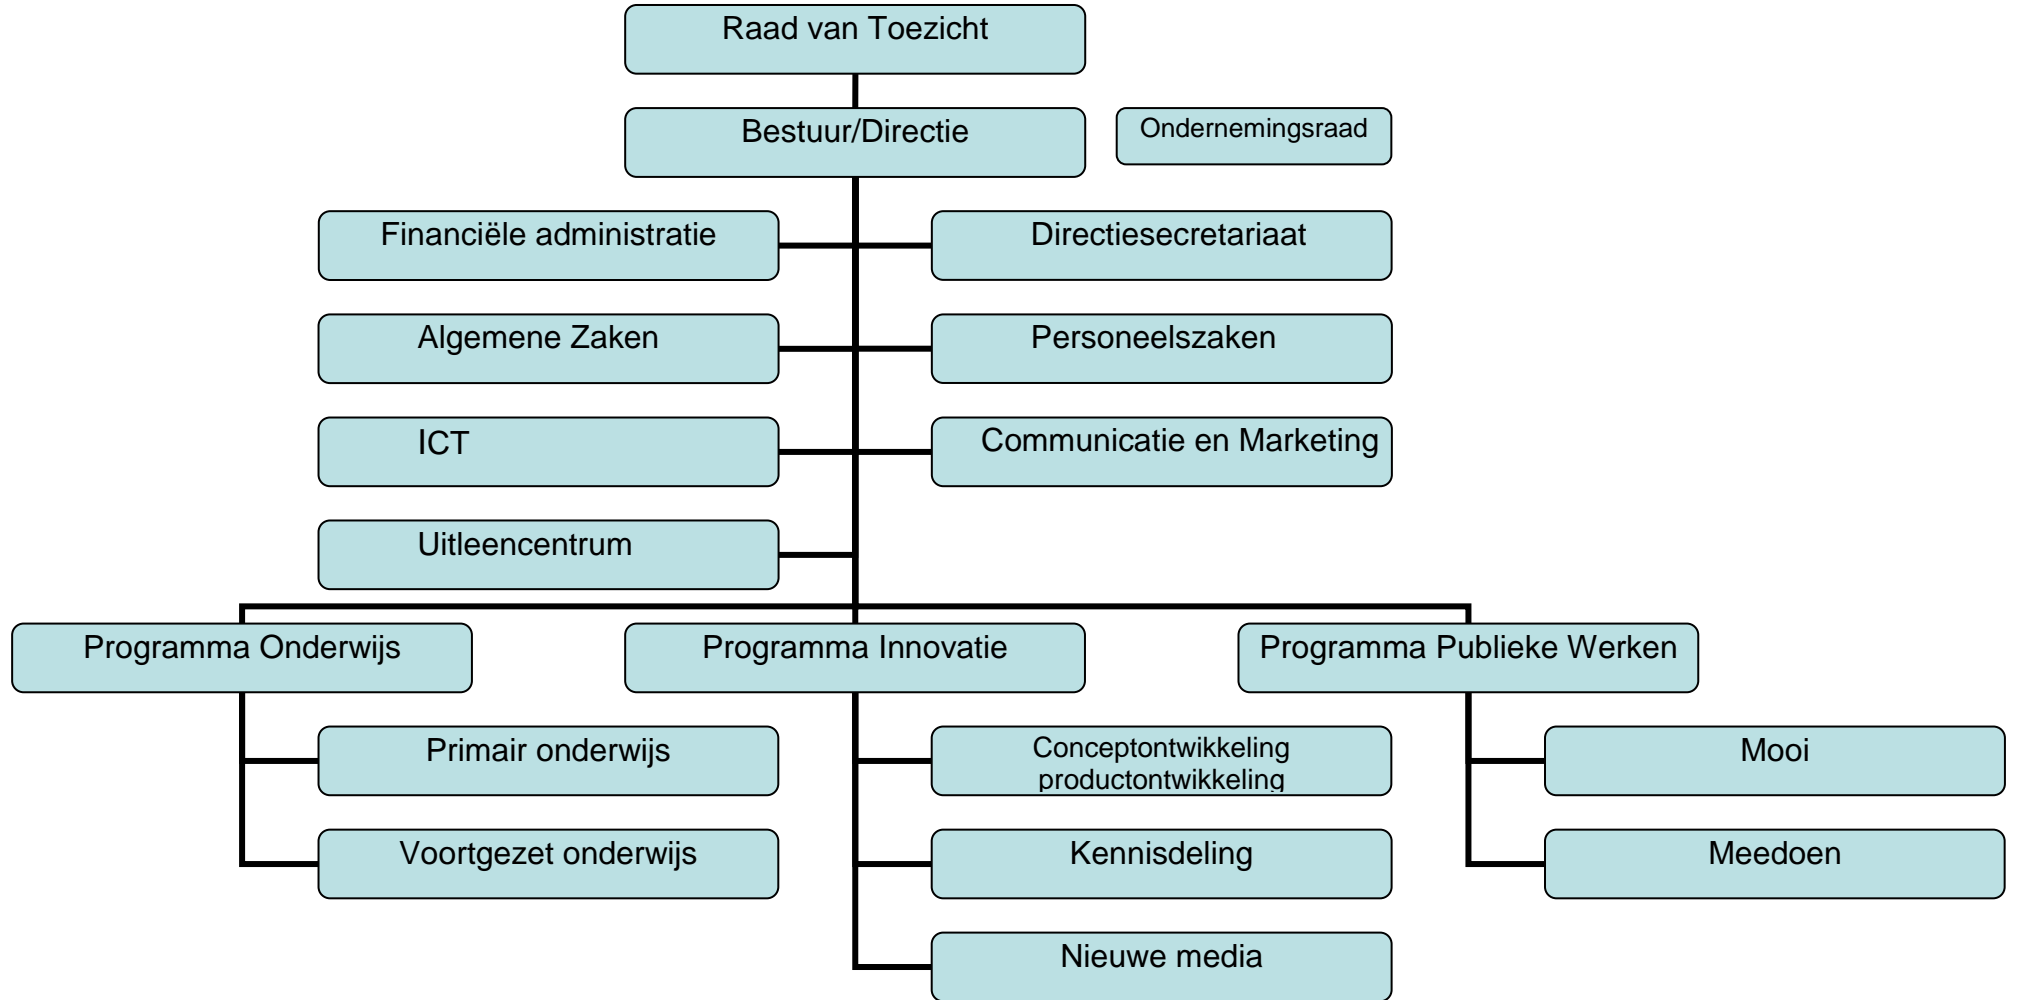 Raad van Toezicht
Bestuur/Directie
Ondernemingsraad
Financiële administratie
Directiesecretariaat
Algemene Zaken
Personeelszaken
ICT
Communicatie en Marketing
Uitleencentrum
Programma Onderwijs
Programma Innovatie
Programma Publieke Werken
Primair onderwijs
Conceptontwikkeling
productontwikkeling
Mooi
Voortgezet onderwijs
Kennisdeling
Meedoen
Nieuwe media